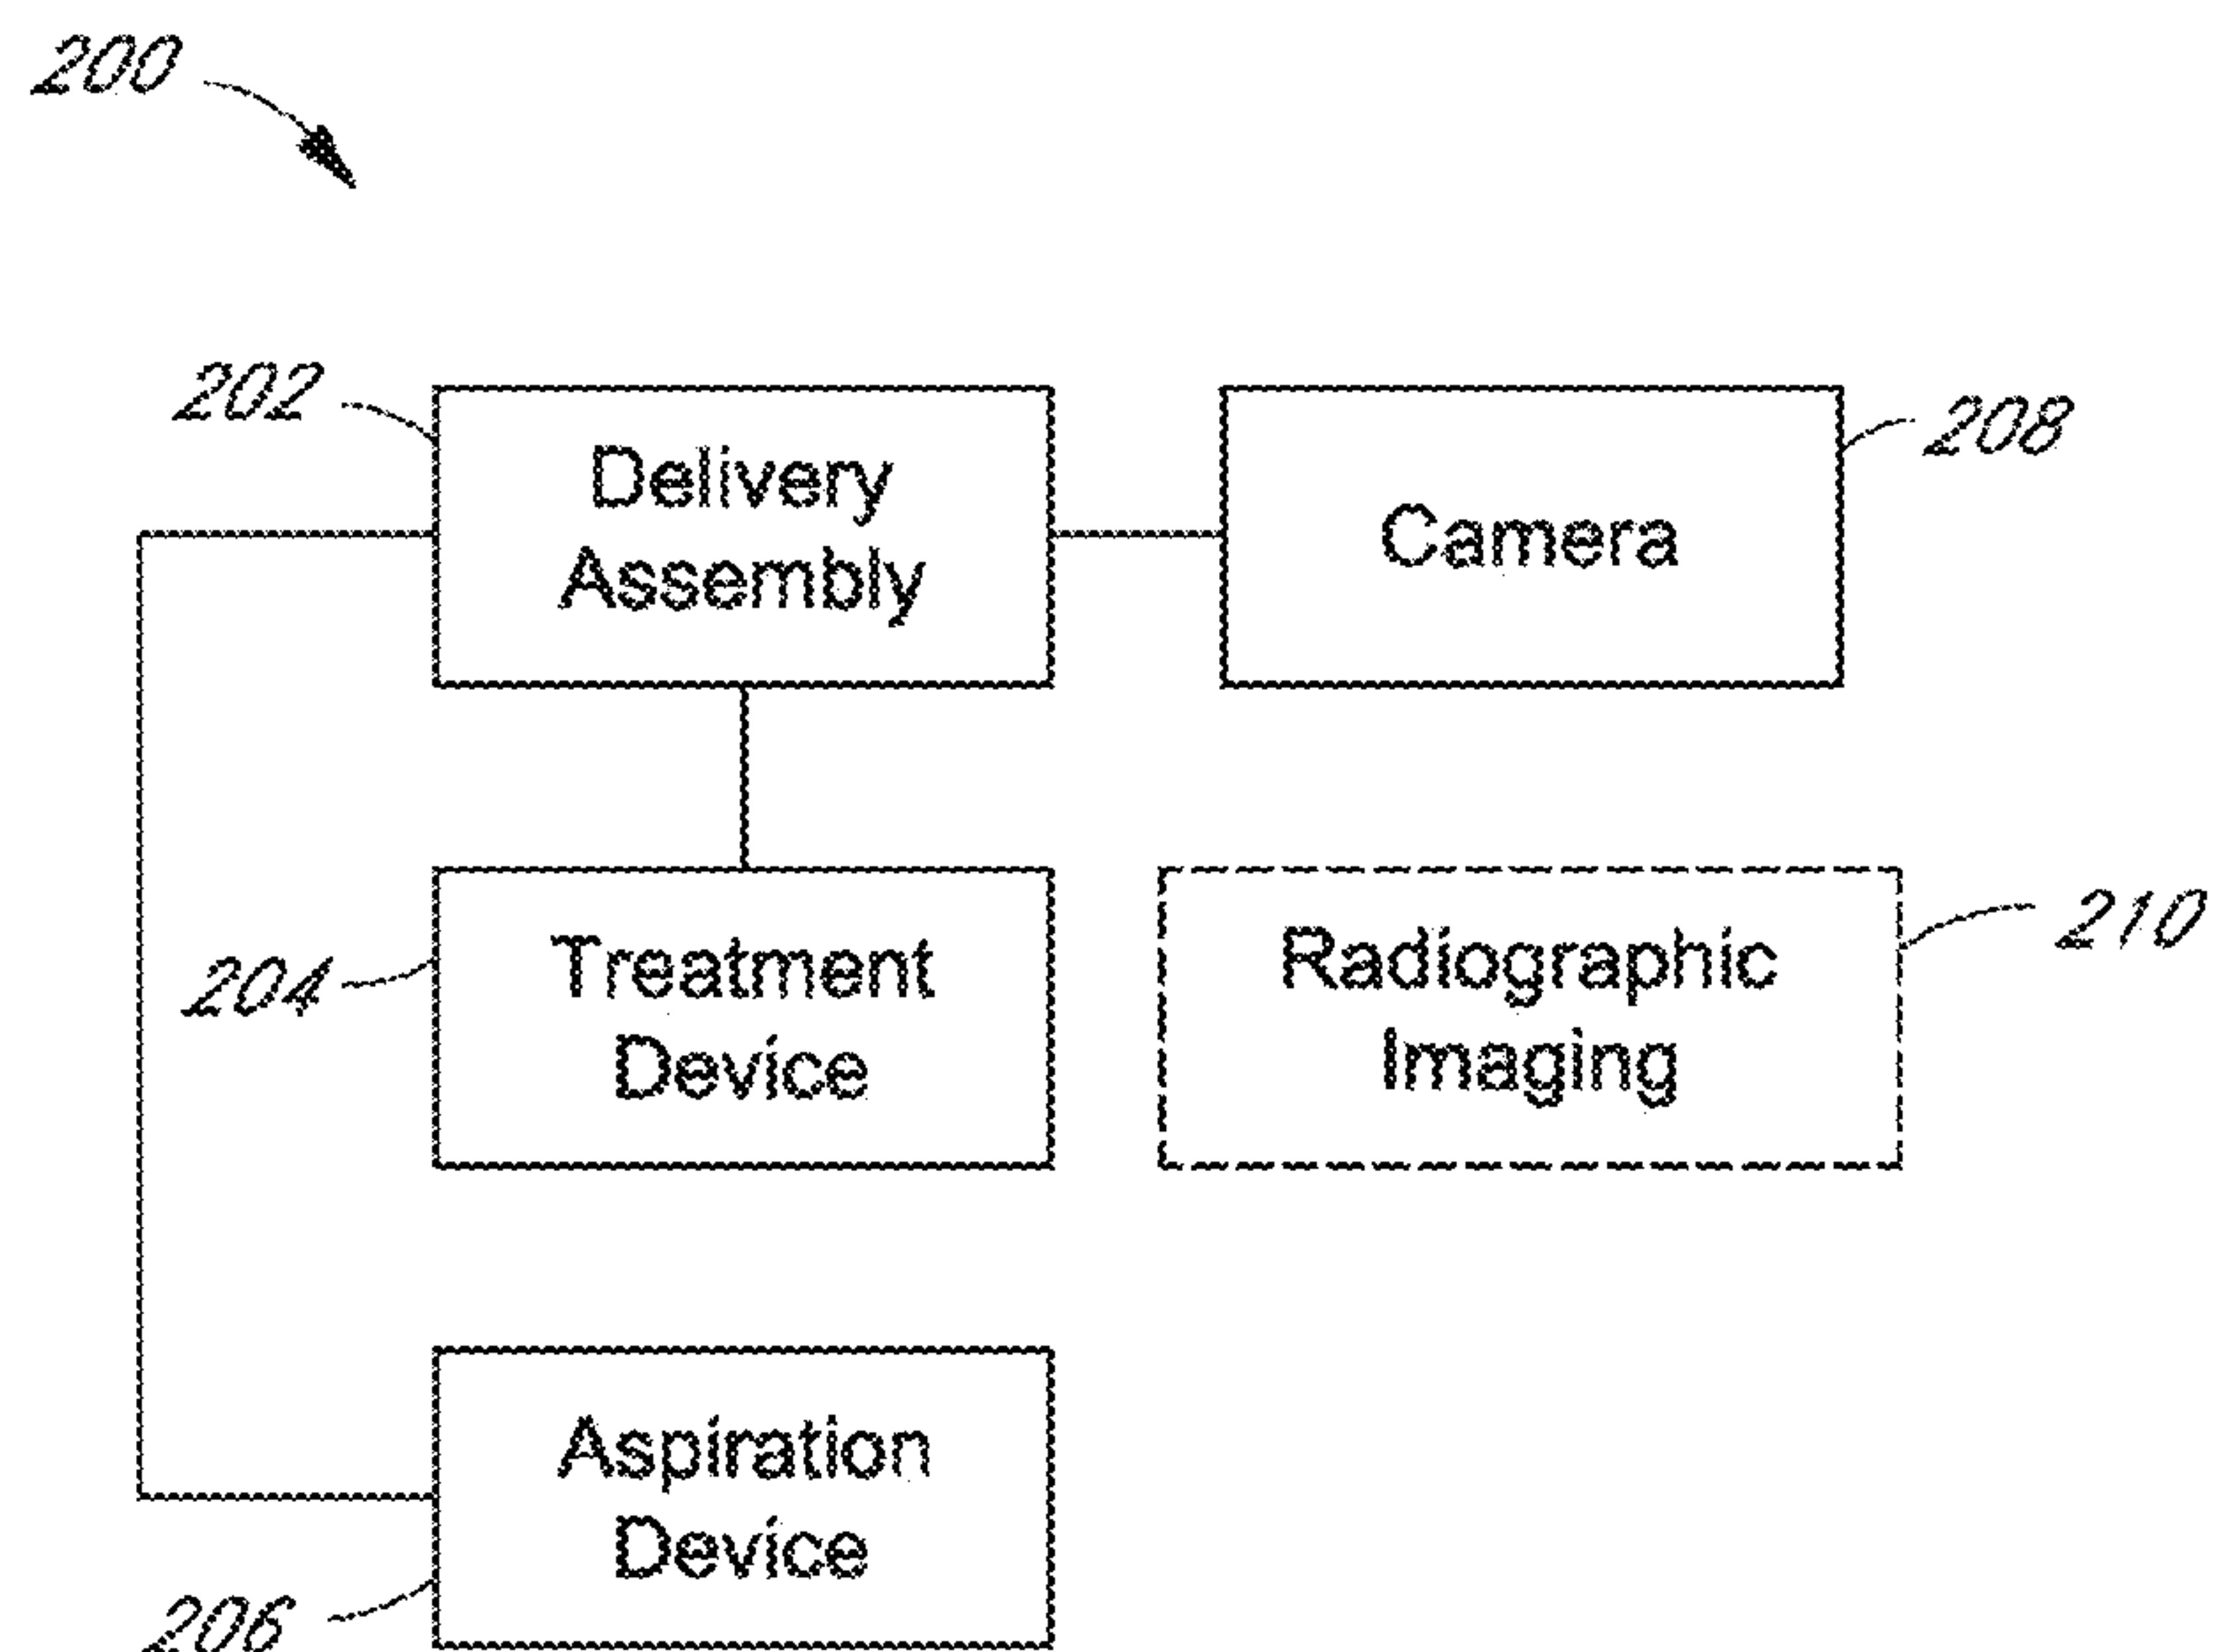 200
202
Delivery
Assembly
Camera
208
204
Treatment
Device
Radiographic
Imaging
210
Aspiration
Device
206